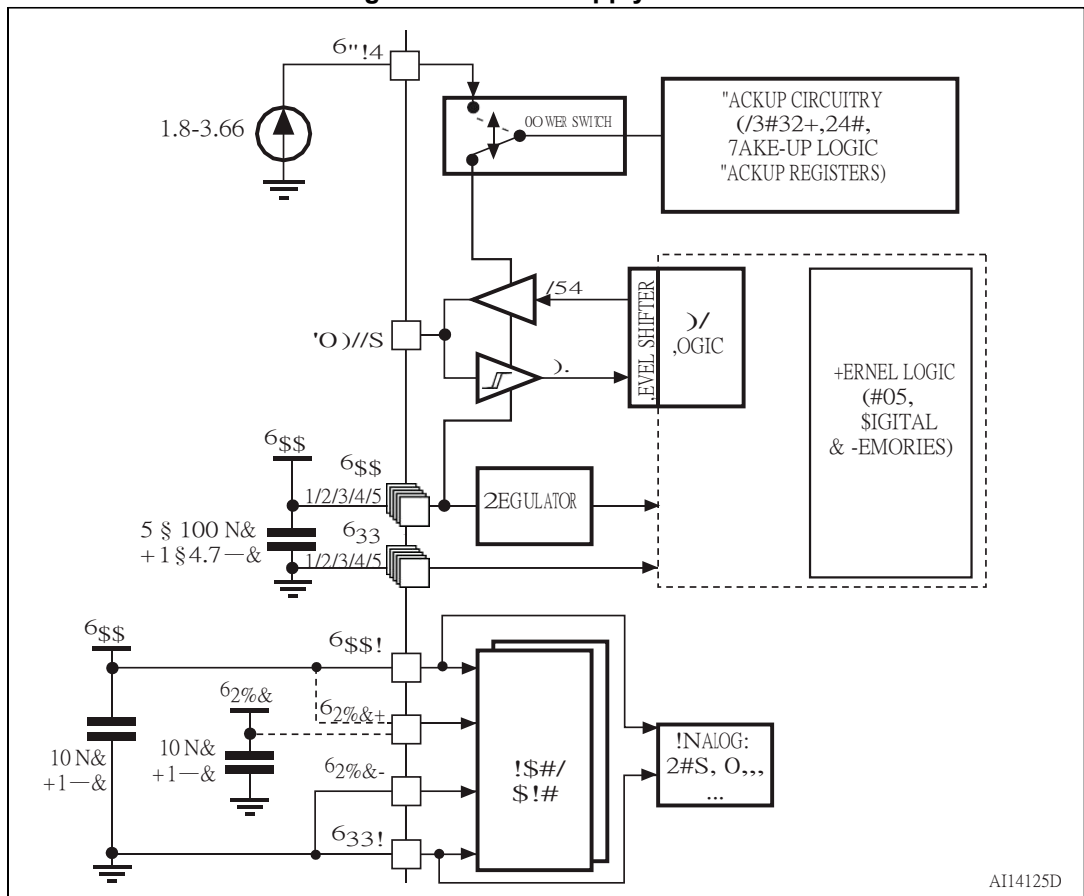 6"!4
1.8-3.66
0OWER SWITCH
"ACKUP CIRCUITRY
(/3#32+,24#,
7AKE-UP LOGIC
"ACKUP REGISTERS)
/54
'O)//S
).
,EVEL SHIFTER
)/
,OGIC
+ERNEL LOGIC
(#05,
$IGITAL
& -EMORIES)
6$$
6$$
1/2/3/4/5
2EGULATOR
5 § 100 N&
+1 §4.7—&
633
1/2/3/4/5
6$$
6$$!
62%&
62%&+
10 N&
+1—&
10 N&
+1—&
62%&-
!$#/
$!#
!NALOG:
2#S, O,,,
...
633!
AI14125D